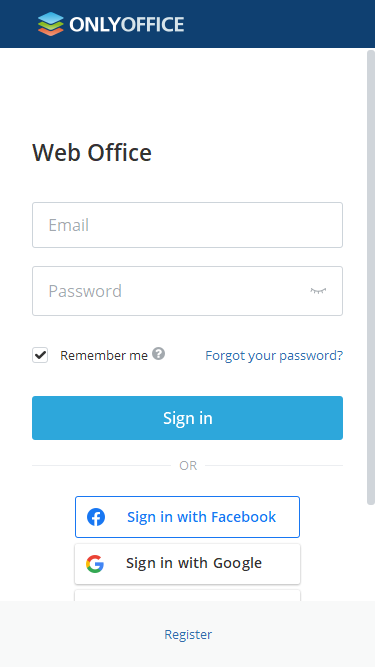 ONLYOFFICE
Web Office
Email
Password
Remember me ?
Forgot your password?
Sign in
OR
Sign in with Facebook
Sign in with Google
Register